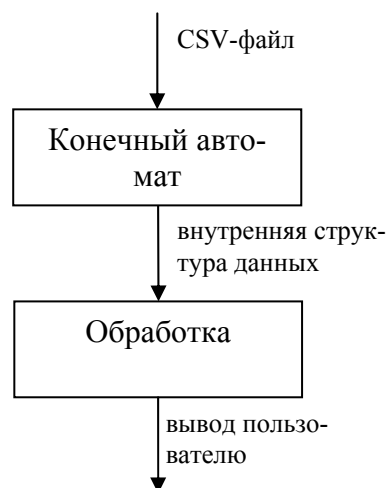 CSV-файл
Конечный авто-
мат
внутренняя струк-
тура данных
Обработка
вывод пользо-
вателю